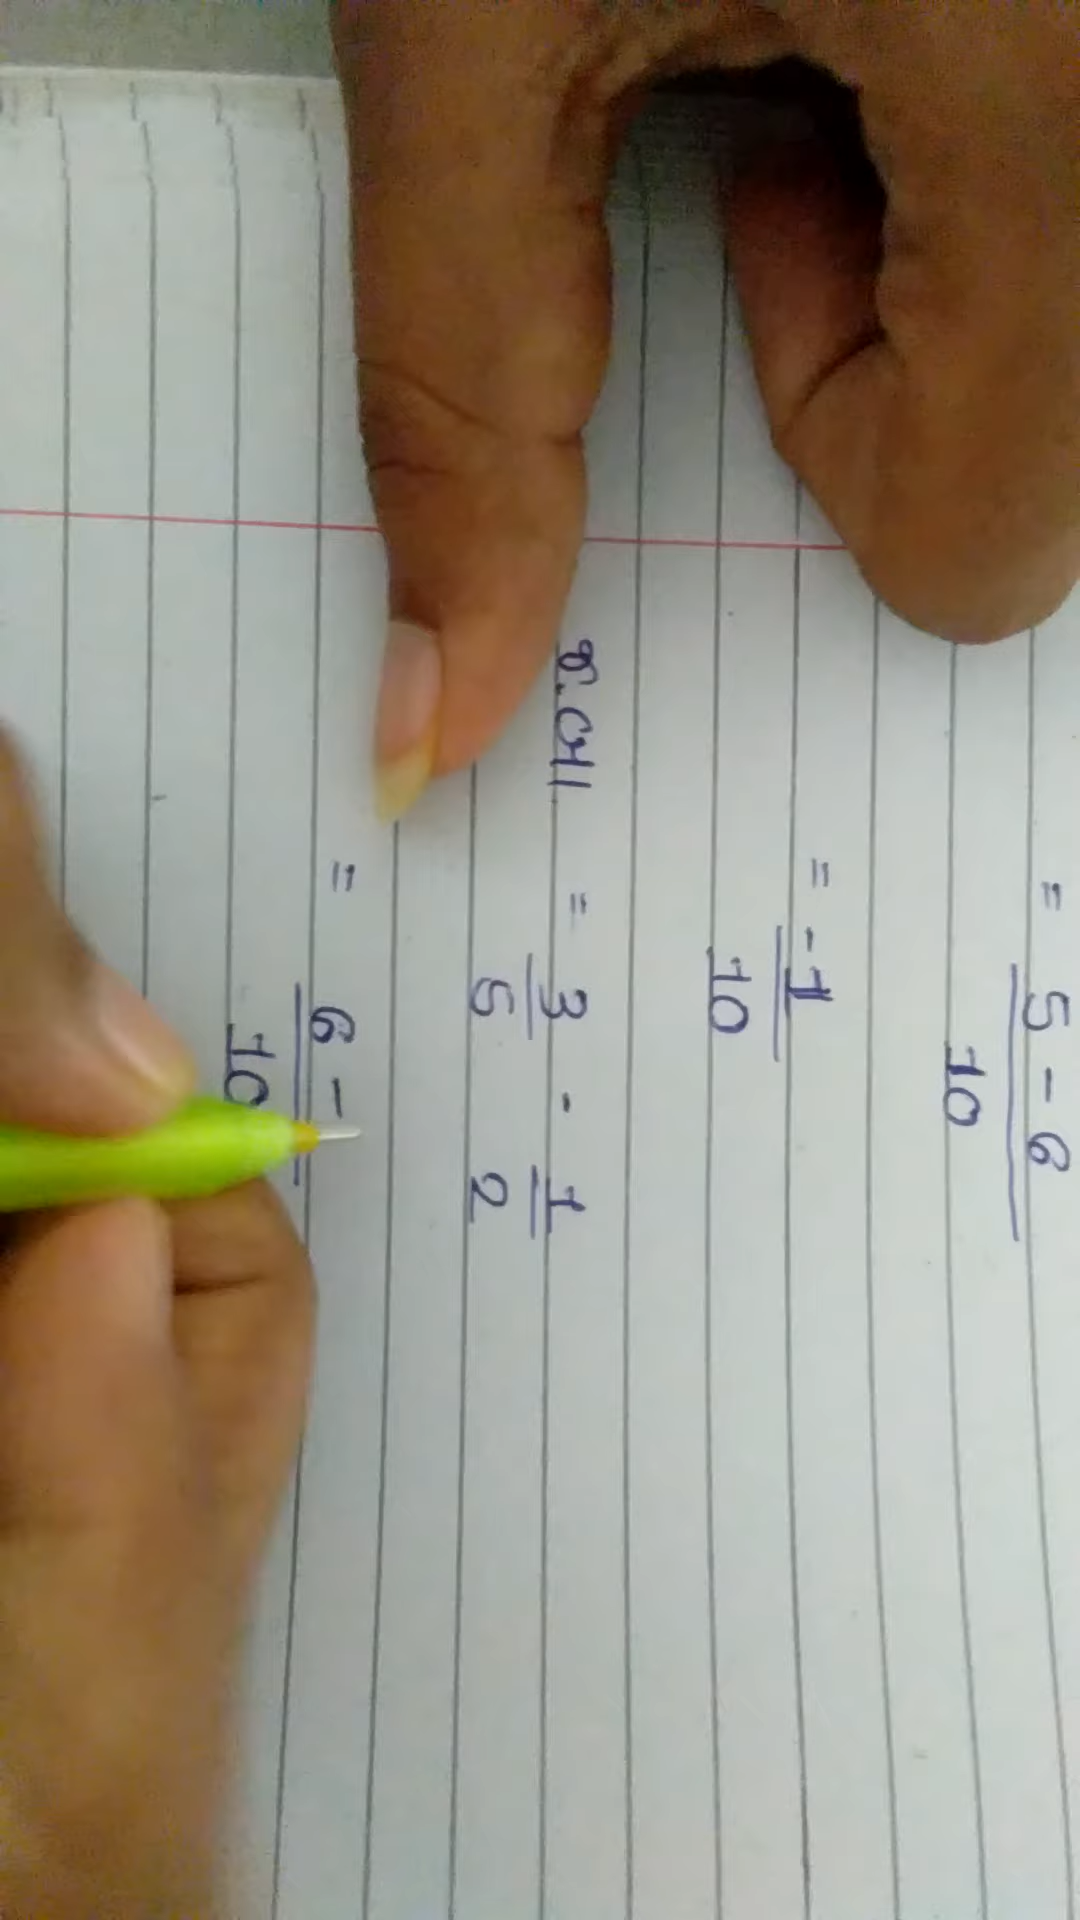 = 5 - 6
10
= -1
10
ડ.બા = 3/5 - 1/2
= 6 -
10